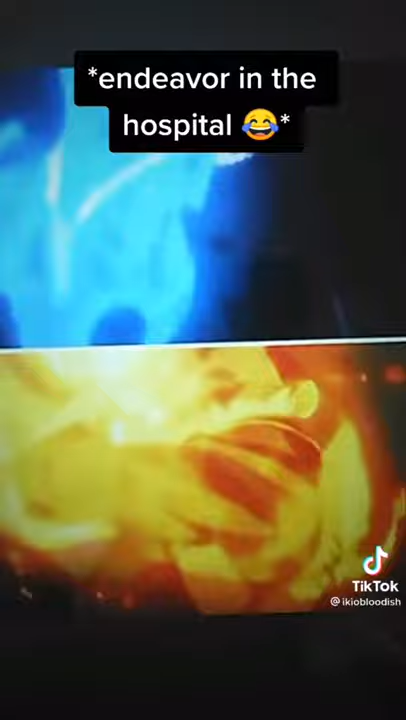 *endeavor in the
hospital 😂*
TikTok
@ikiobloodish